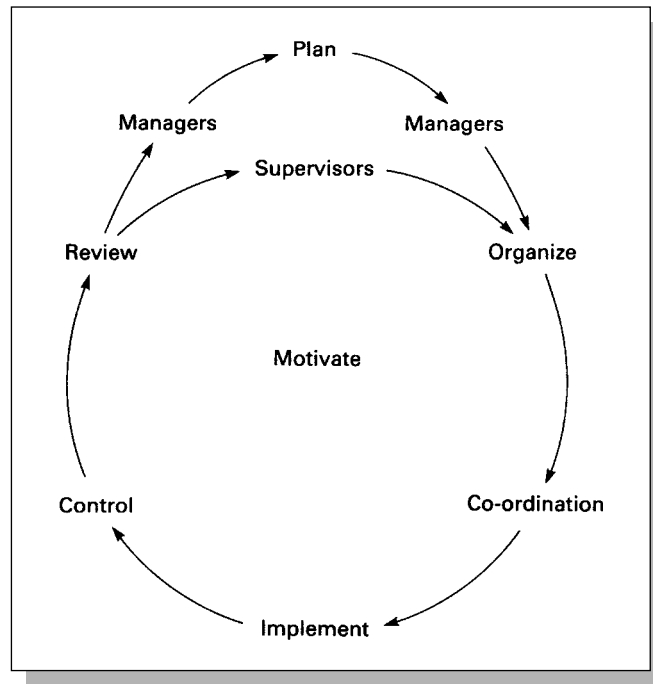 Plan
Managers
Managers
Supervisors
Review
Organize
Motivate
Control
Co-ordination
Implement